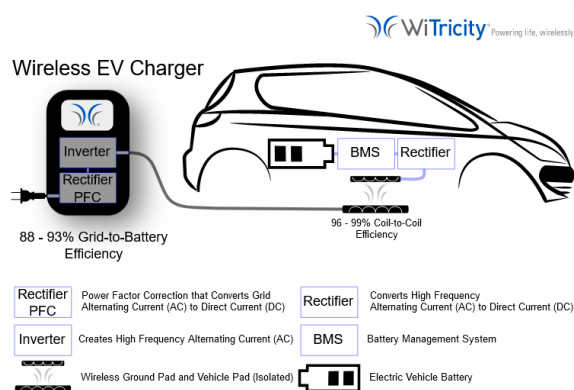 WiTricity Powering life, wirelessly
Wireless EV Charger
Inverter
Rectifier
PFC
BMS
Rectifier
88 - 93% Grid-to-Battery
Efficiency
96 - 99% Coil-to-Coil
Efficiency
Rectifier
PFC
Power Factor Correction that Converts Grid
Alternating Current (AC) to Direct Current (DC)
Rectifier
Converts High Frequency
Alternating Current (AC) to Direct Current (DC)
Inverter
Creates High Frequency Alternating Current (AC)
BMS
Battery Management System
Wireless Ground Pad and Vehicle Pad (Isolated)
Electric Vehicle Battery